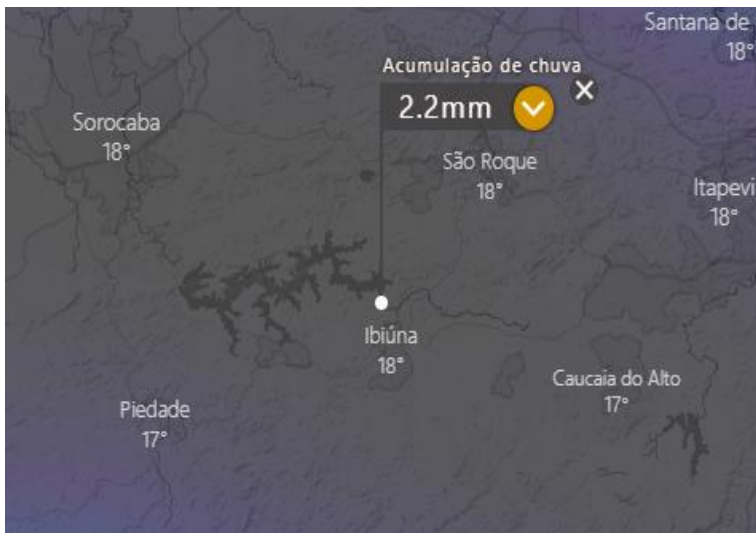 Santana de
18°
Acumulação de chuva
2.2mm
Sorocaba
18°
São Roque
18°
Itapevi
18°
Ibiúna
18°
Caucaia do Alto
17°
Piedade
17°